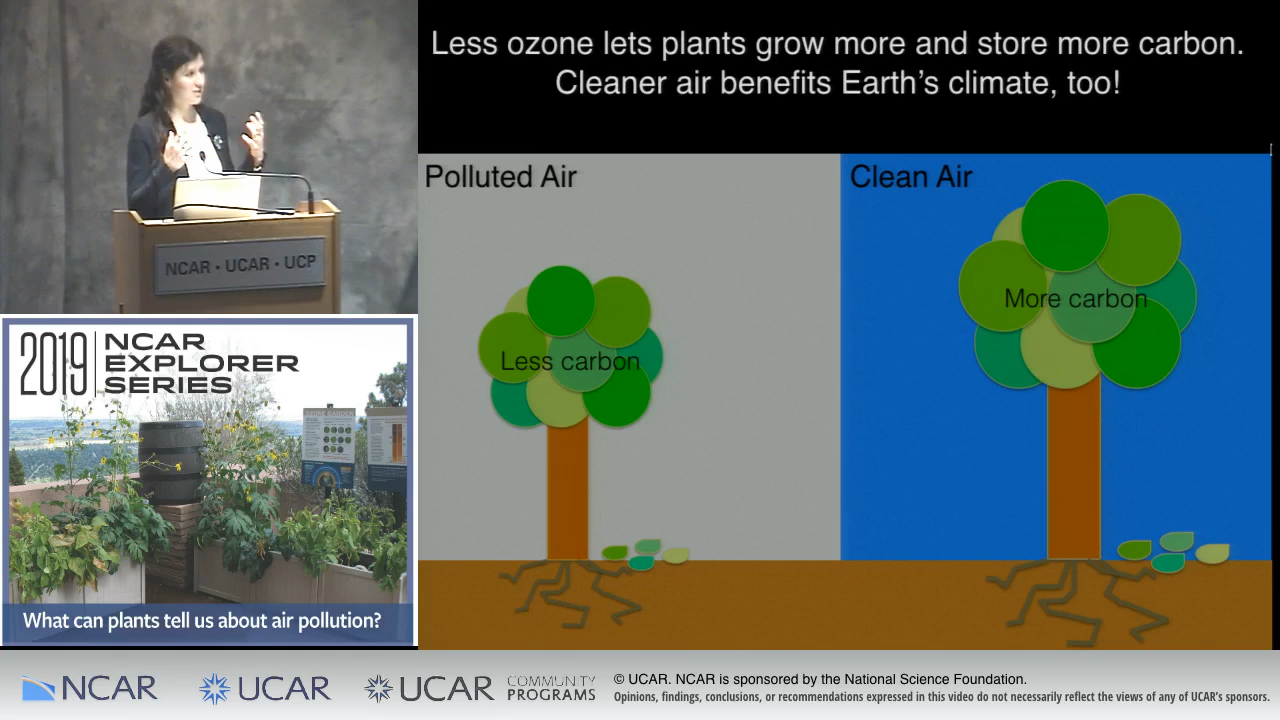 Less ozone lets plants grow more and store more carbon.
Cleaner air benefits Earth's climate, too!
Polluted Air
Clean Air
Less carbon
More carbon
NCAR • UCAR • UCP
2019
NCAR
EXPLORER
SERIES
What can plants tell us about air pollution?
NCAR
UCAR
UCAR
COMMUNITY
PROGRAMS
© UCAR. NCAR is sponsored by the National Science Foundation.
Opinions, findings, conclusions, or recommendations expressed in this video do not necessarily reflect the views of any of UCAR's sponsors.